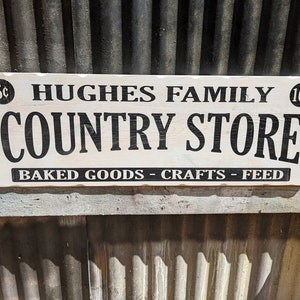 HUGHES FAMILY
COUNTRY STORE
BAKED GOODS - CRAFTS - FEED